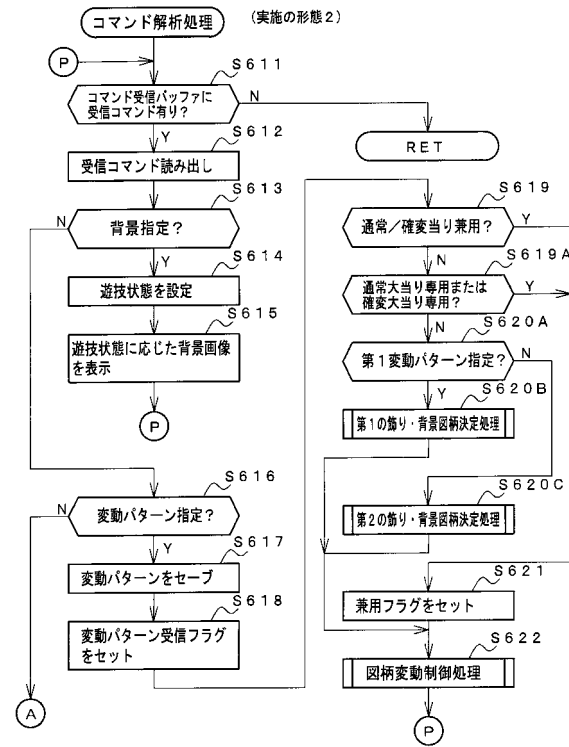 コマンド解析処理
(実施の形態2)
P
S611
コマンド受信バッファに
受信コマンド有り?
N
Y
RET
S612
受信コマンド読み出し
S613
背景指定?
N
Y
S614
遊技状態を設定
S615
遊技状態に応じた背景画像
を表示
P
S616
変動パターン指定?
N
Y
S617
変動パターンをセーブ
S618
変動パターン受信フラグ
をセット
A
S619
通常/確変当り兼用?
Y
N
S619A
通常大当り専用または
確変大当り専用?
Y
N
S620A
第1変動パターン指定?
N
Y
S620B
第1の飾り・背景図柄決定処理
S620C
第2の飾り・背景図柄決定処理
S621
兼用フラグをセット
S622
図柄変動制御処理
P